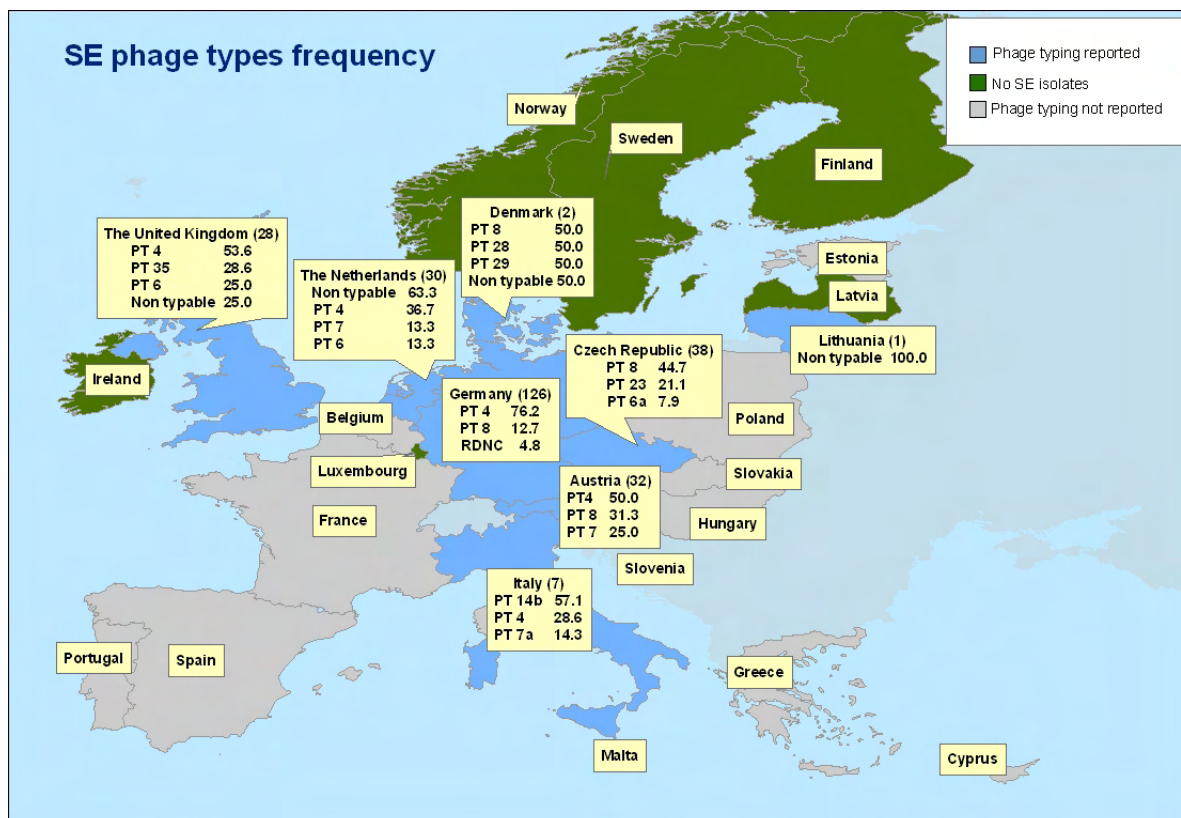 SE phage types frequency
Phage typing reported
No SE isolates
Phage typing not reported
Norway
Sweden
Finland
The United Kingdom (28)
PT 4 53.6
PT 35 28.6
PT 6 25.0
Non typable 25.0
The Netherlands (30)
Non typable 63.3
PT 4 36.7
PT 7 13.3
PT 6 13.3
Denmark (2)
PT 8 50.0
PT 28 50.0
PT 29 50.0
Non typable 50.0
Estonia
Latvia
Lithuania (1)
Non typable 100.0
Ireland
Czech Republic (38)
PT 8 44.7
PT 23 21.1
PT 6a 7.9
Germany (126)
PT 4 76.2
PT 8 12.7
RDNC 4.8
Belgium
Poland
Luxembourg
Slovakia
Austria (32)
PT4 50.0
PT 8 31.3
PT 7 25.0
France
Hungary
Slovenia
Italy (7)
PT 14b 57.1
PT 4 28.6
PT 7a 14.3
Portugal
Spain
Greece
Malta
Cyprus